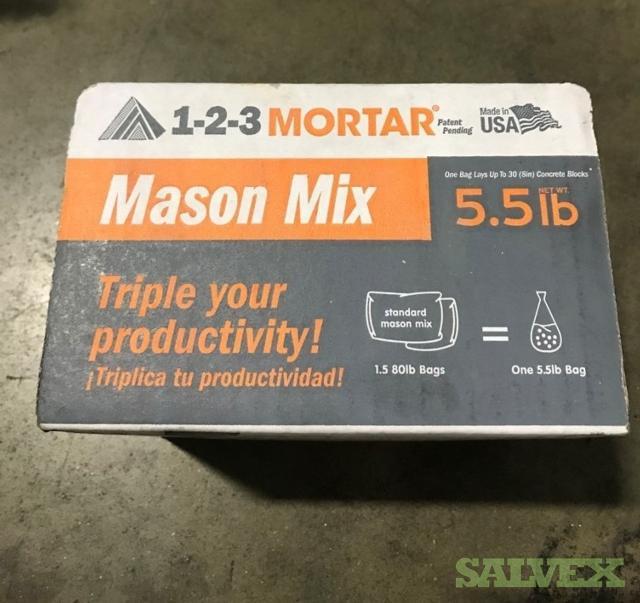 1-2-3 MORTAR®
Patent Pending
Made in USA
Mason Mix
One Bag Lays Up To 30 (8in) Concrete Blocks
NET WT.
5.5lb
Triple your
productivity!
¡Triplica tu productividad!
standard
mason mix
=
1.5 80lb Bags
One 5.5lb Bag
SALVEX